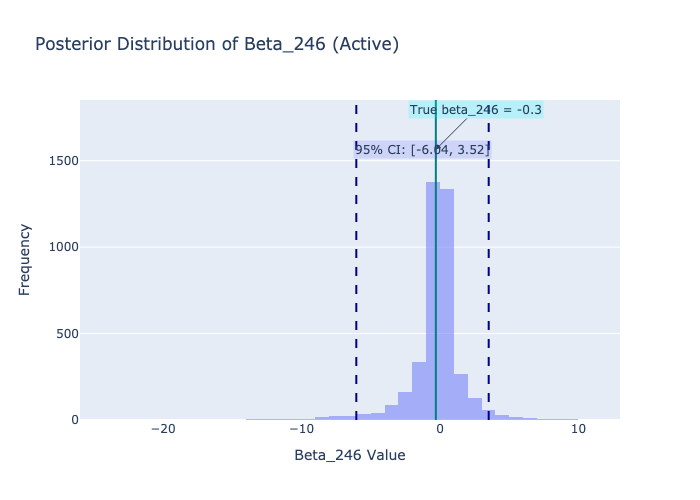 Posterior Distribution of Beta_246 (Active)
True beta_246 = -0.3
95% CI: [-6.04, 3.52]
1500
1000
500
0
Frequency
−20
−10
0
10
Beta_246 Value